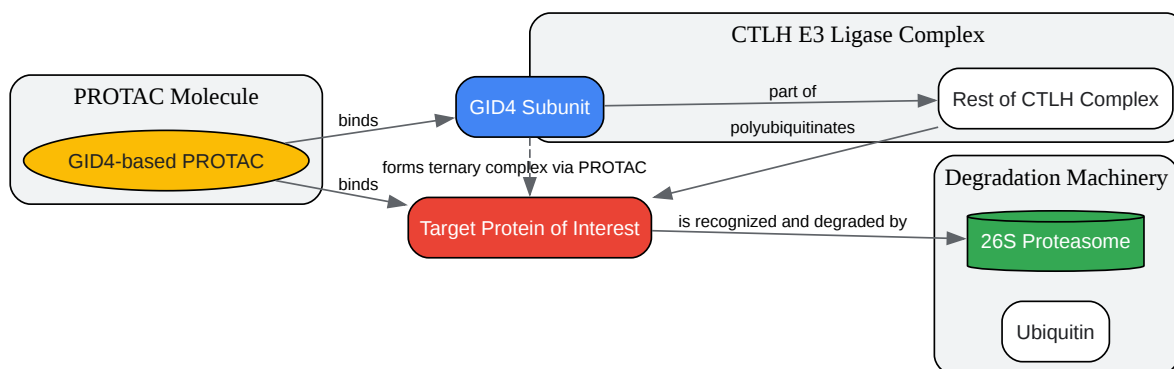 CTLH E3 Ligase Complex
PROTAC Molecule
GID4 Subunit
part of
Rest of CTLH Complex
binds
polyubiquitinates
GID4-based PROTAC
forms ternary complex via PROTAC
binds
Degradation Machinery
Target Protein of Interest
is recognized and degraded by
26S Proteasome
Ubiquitin